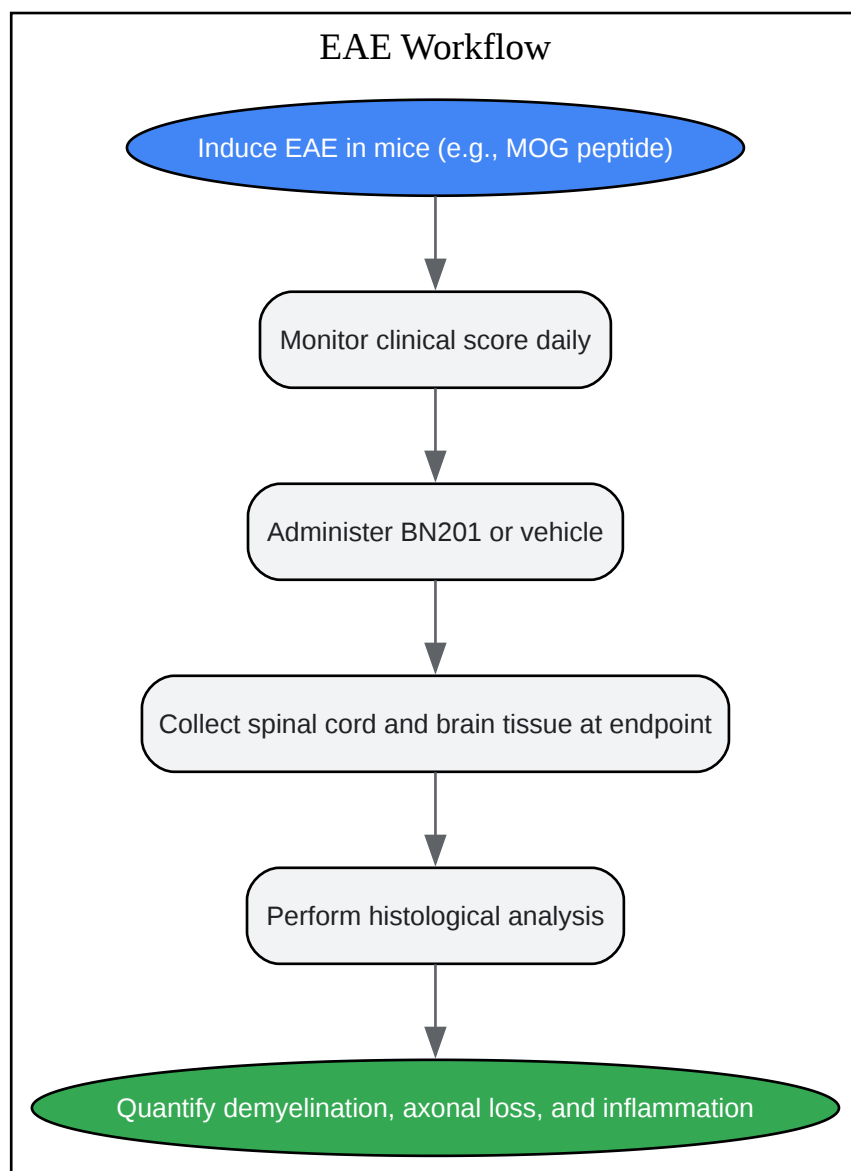 EAE Workflow
Induce EAE in mice (e.g., MOG peptide)
Monitor clinical score daily
Administer BN201 or vehicle
Collect spinal cord and brain tissue at endpoint
Perform histological analysis
Quantify demyelination, axonal loss, and inflammation